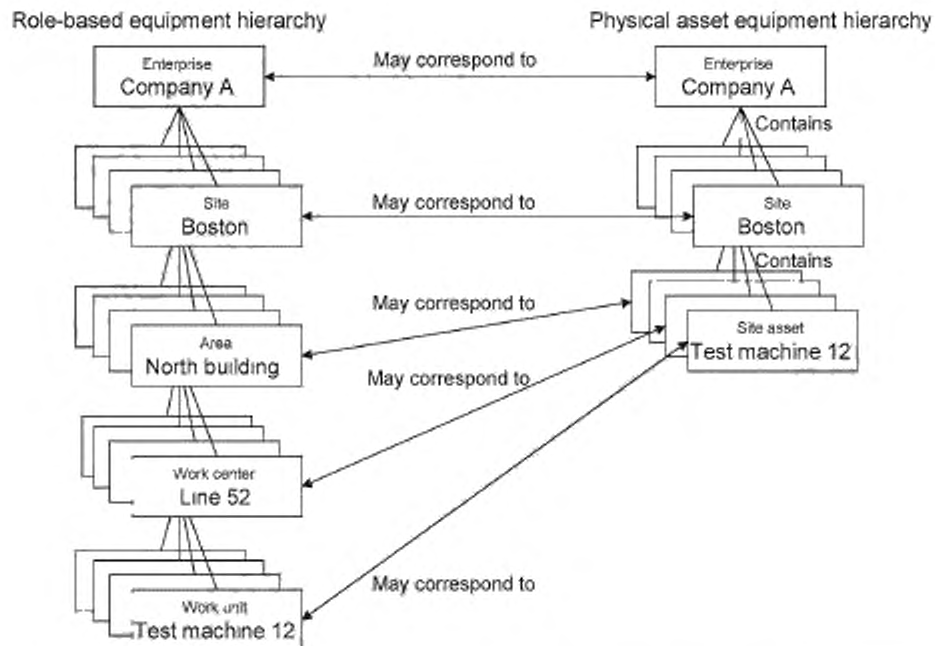 Role-based equipment hierarchy
Physical asset equipment hierarchy
Enterprise
Company A
May correspond to
Enterprise
Company A
Contains
Site
Boston
May correspond to
Site
Boston
Contains
Area
North building
May correspond to
Site asset
Test machine 12
May correspond to
Work center
Line 52
May correspond to
Work unit
Test machine 12